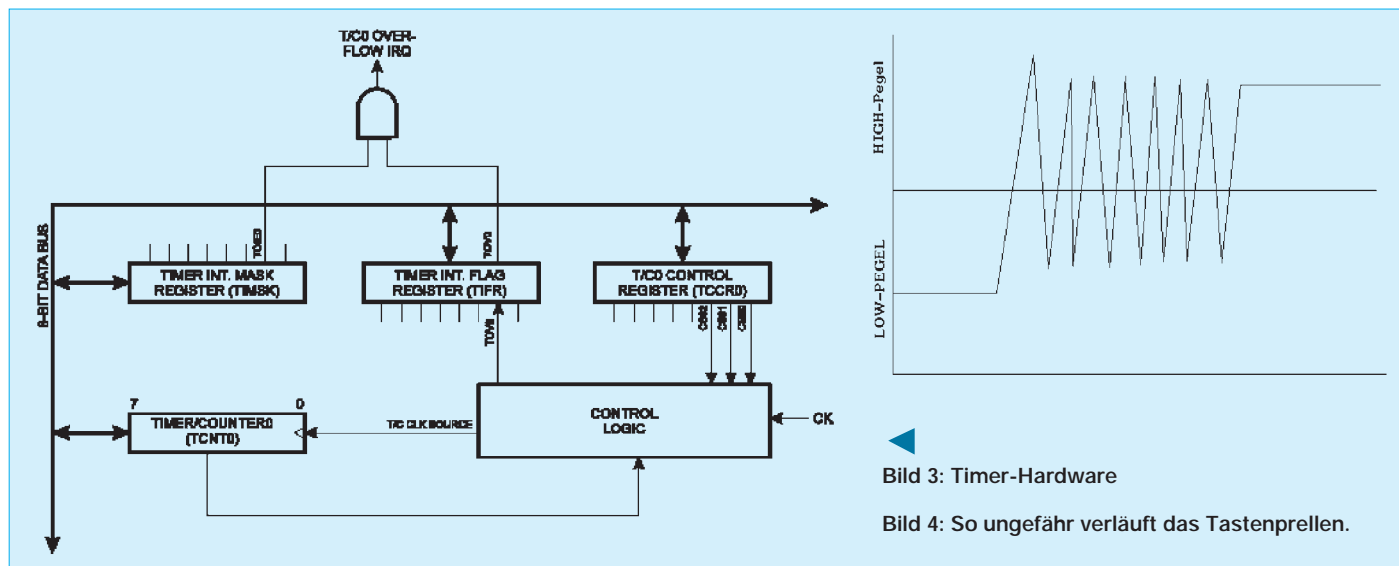 T/C0 OVER-
FLOW IRQ
8-BIT DATA BUS
TOIE0
TOV0
TIMER INT. MASK
REGISTER (TIMSK)
TIMER INT. FLAG
REGISTER (TIFR)
T/C0 CONTROL
REGISTER (TCCR0)
TOV0
CS02
CS01
CS00
7
0
TIMER/COUNTER0
(TCNT0)
T/C CLK SOURCE
CONTROL
LOGIC
CK
HIGH-Pegel
LOW-PEGEL
Bild 3: Timer-Hardware
Bild 4: So ungefähr verläuft das Tastenprellen.